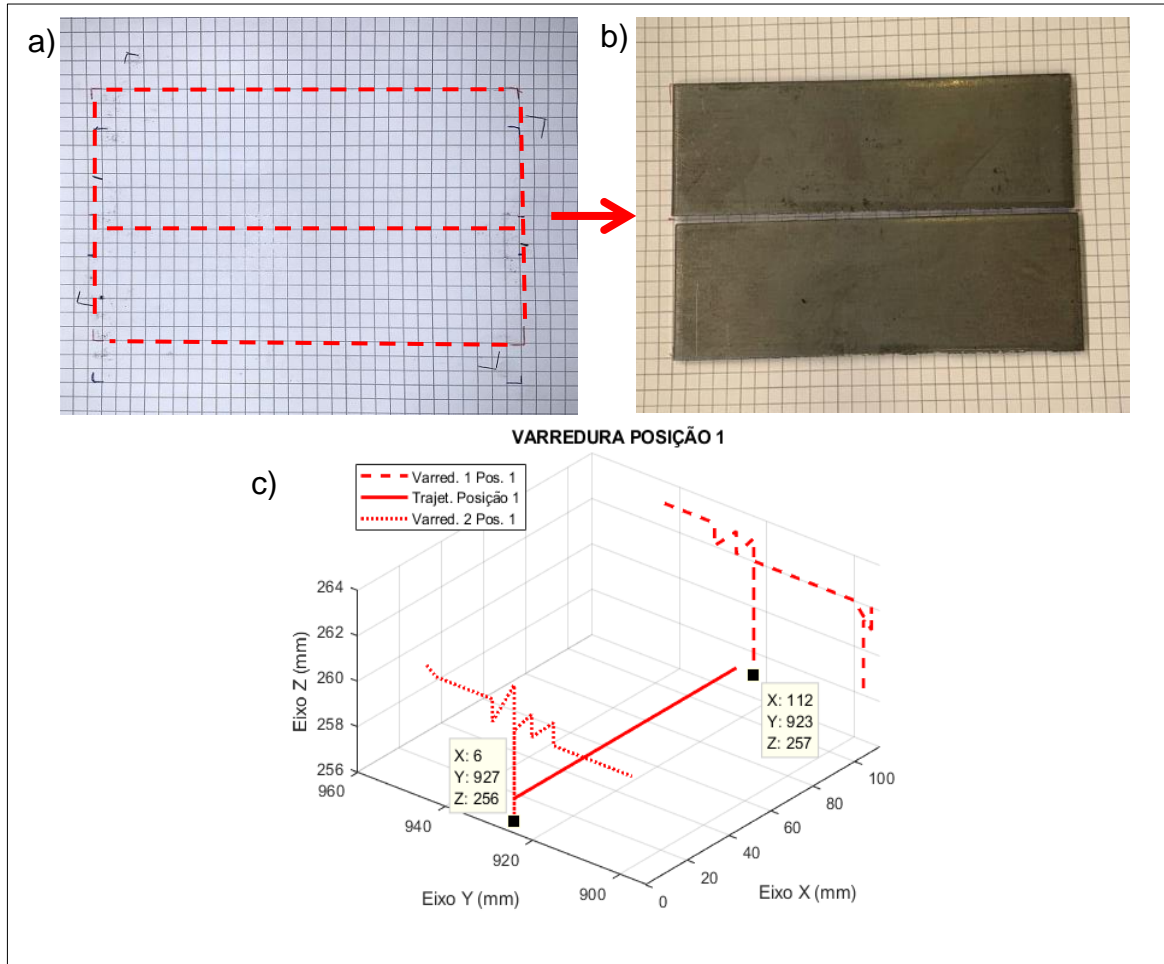 a)
b)
VARREDURA POSIÇÃO 1
c)
Varred. 1 Pos. 1
Trajet. Posição 1
Varred. 2 Pos. 1
264
262
260
258
256
Eixo Z (mm)
X: 6
Y: 927
Z: 256
X: 112
Y: 923
Z: 257
960
940
920
900
Eixo Y (mm)
0
20
40
60
80
100
Eixo X (mm)